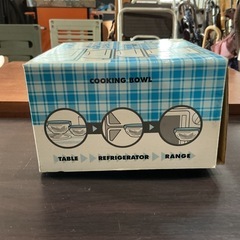 COOKING BOWL
TABLE REFRIGERATOR RANGE